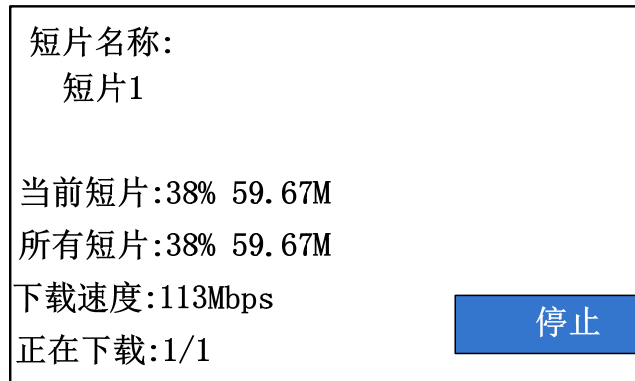 短片名称:
短片1
当前短片:38% 59.67M
所有短片:38% 59.67M
下载速度:113Mbps
正在下载:1/1
停止